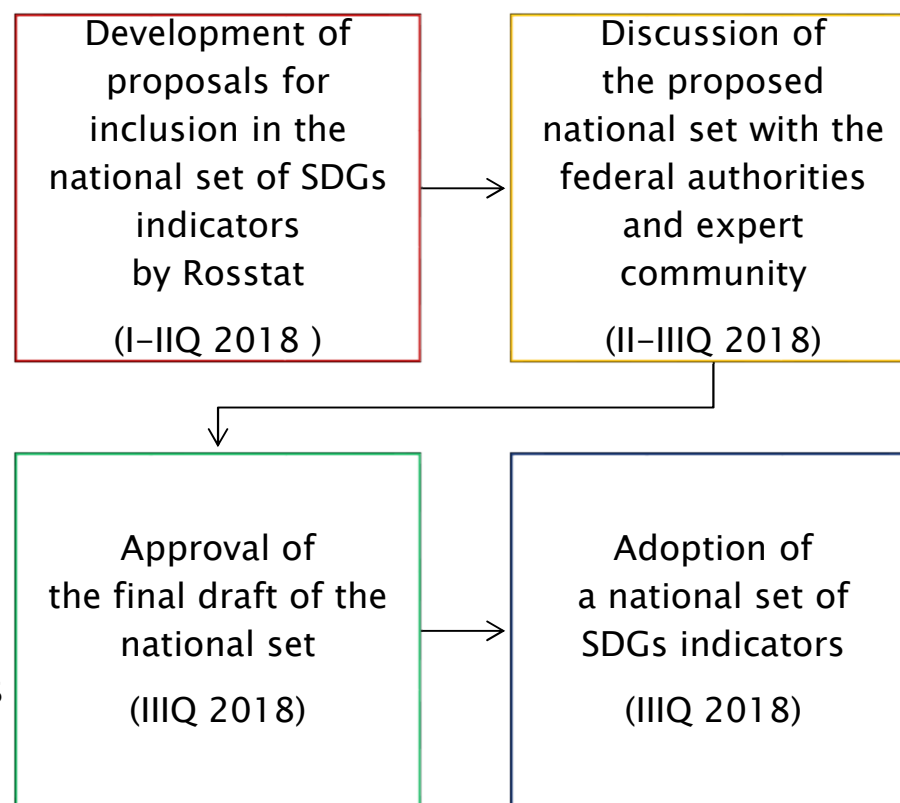 Development of
proposals for
inclusion in the
national set of SDGs
indicators
by Rosstat
(I–IIQ 2018 )
Discussion of
the proposed
national set with the
federal authorities
and expert
community
(II–IIIQ 2018)
Approval of
the final draft of the
national set
(IIIQ 2018)
Adoption of
a national set of
SDGs indicators
(IIIQ 2018)